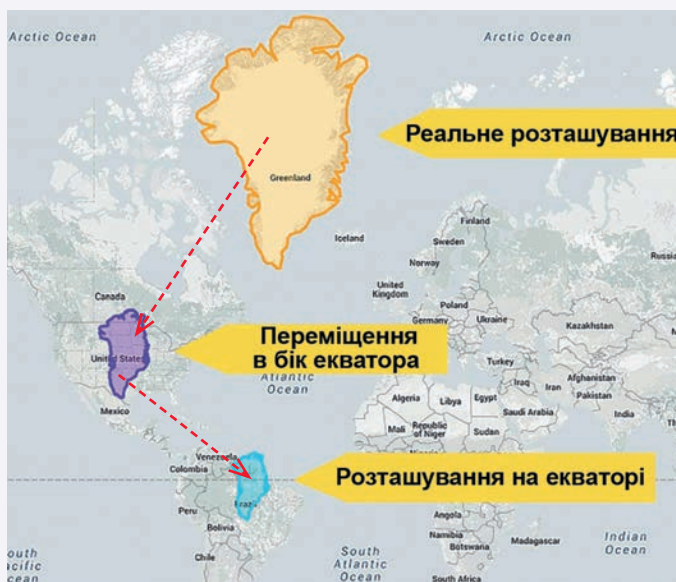 Arctic Ocean
Arctic Ocean
Реальне розташування
Greenland
Iceland
Finland
Sweden
Norway
Russia
United
Kingdom
Canada
Poland
Germany
Ukraine
Kazakhstan
Переміщення
в бік екватора
United States
Atlantic
Ocean
Turkey
Iraq
Iran
Afghanistan
Pakistan
Algeria
Libya
Egypt
Saudi Arabia
India
Mexico
Mali
Republic
of Niger
Sudan
Venezuela
Colombia
Розташування на екваторі
Brazil
Peru
Bolivia
Chile
Angola
Namibia
Botswana
Madagascar
South Africa
South
Atlantic
Ocean
Indian
Ocean
outh
acific
cean